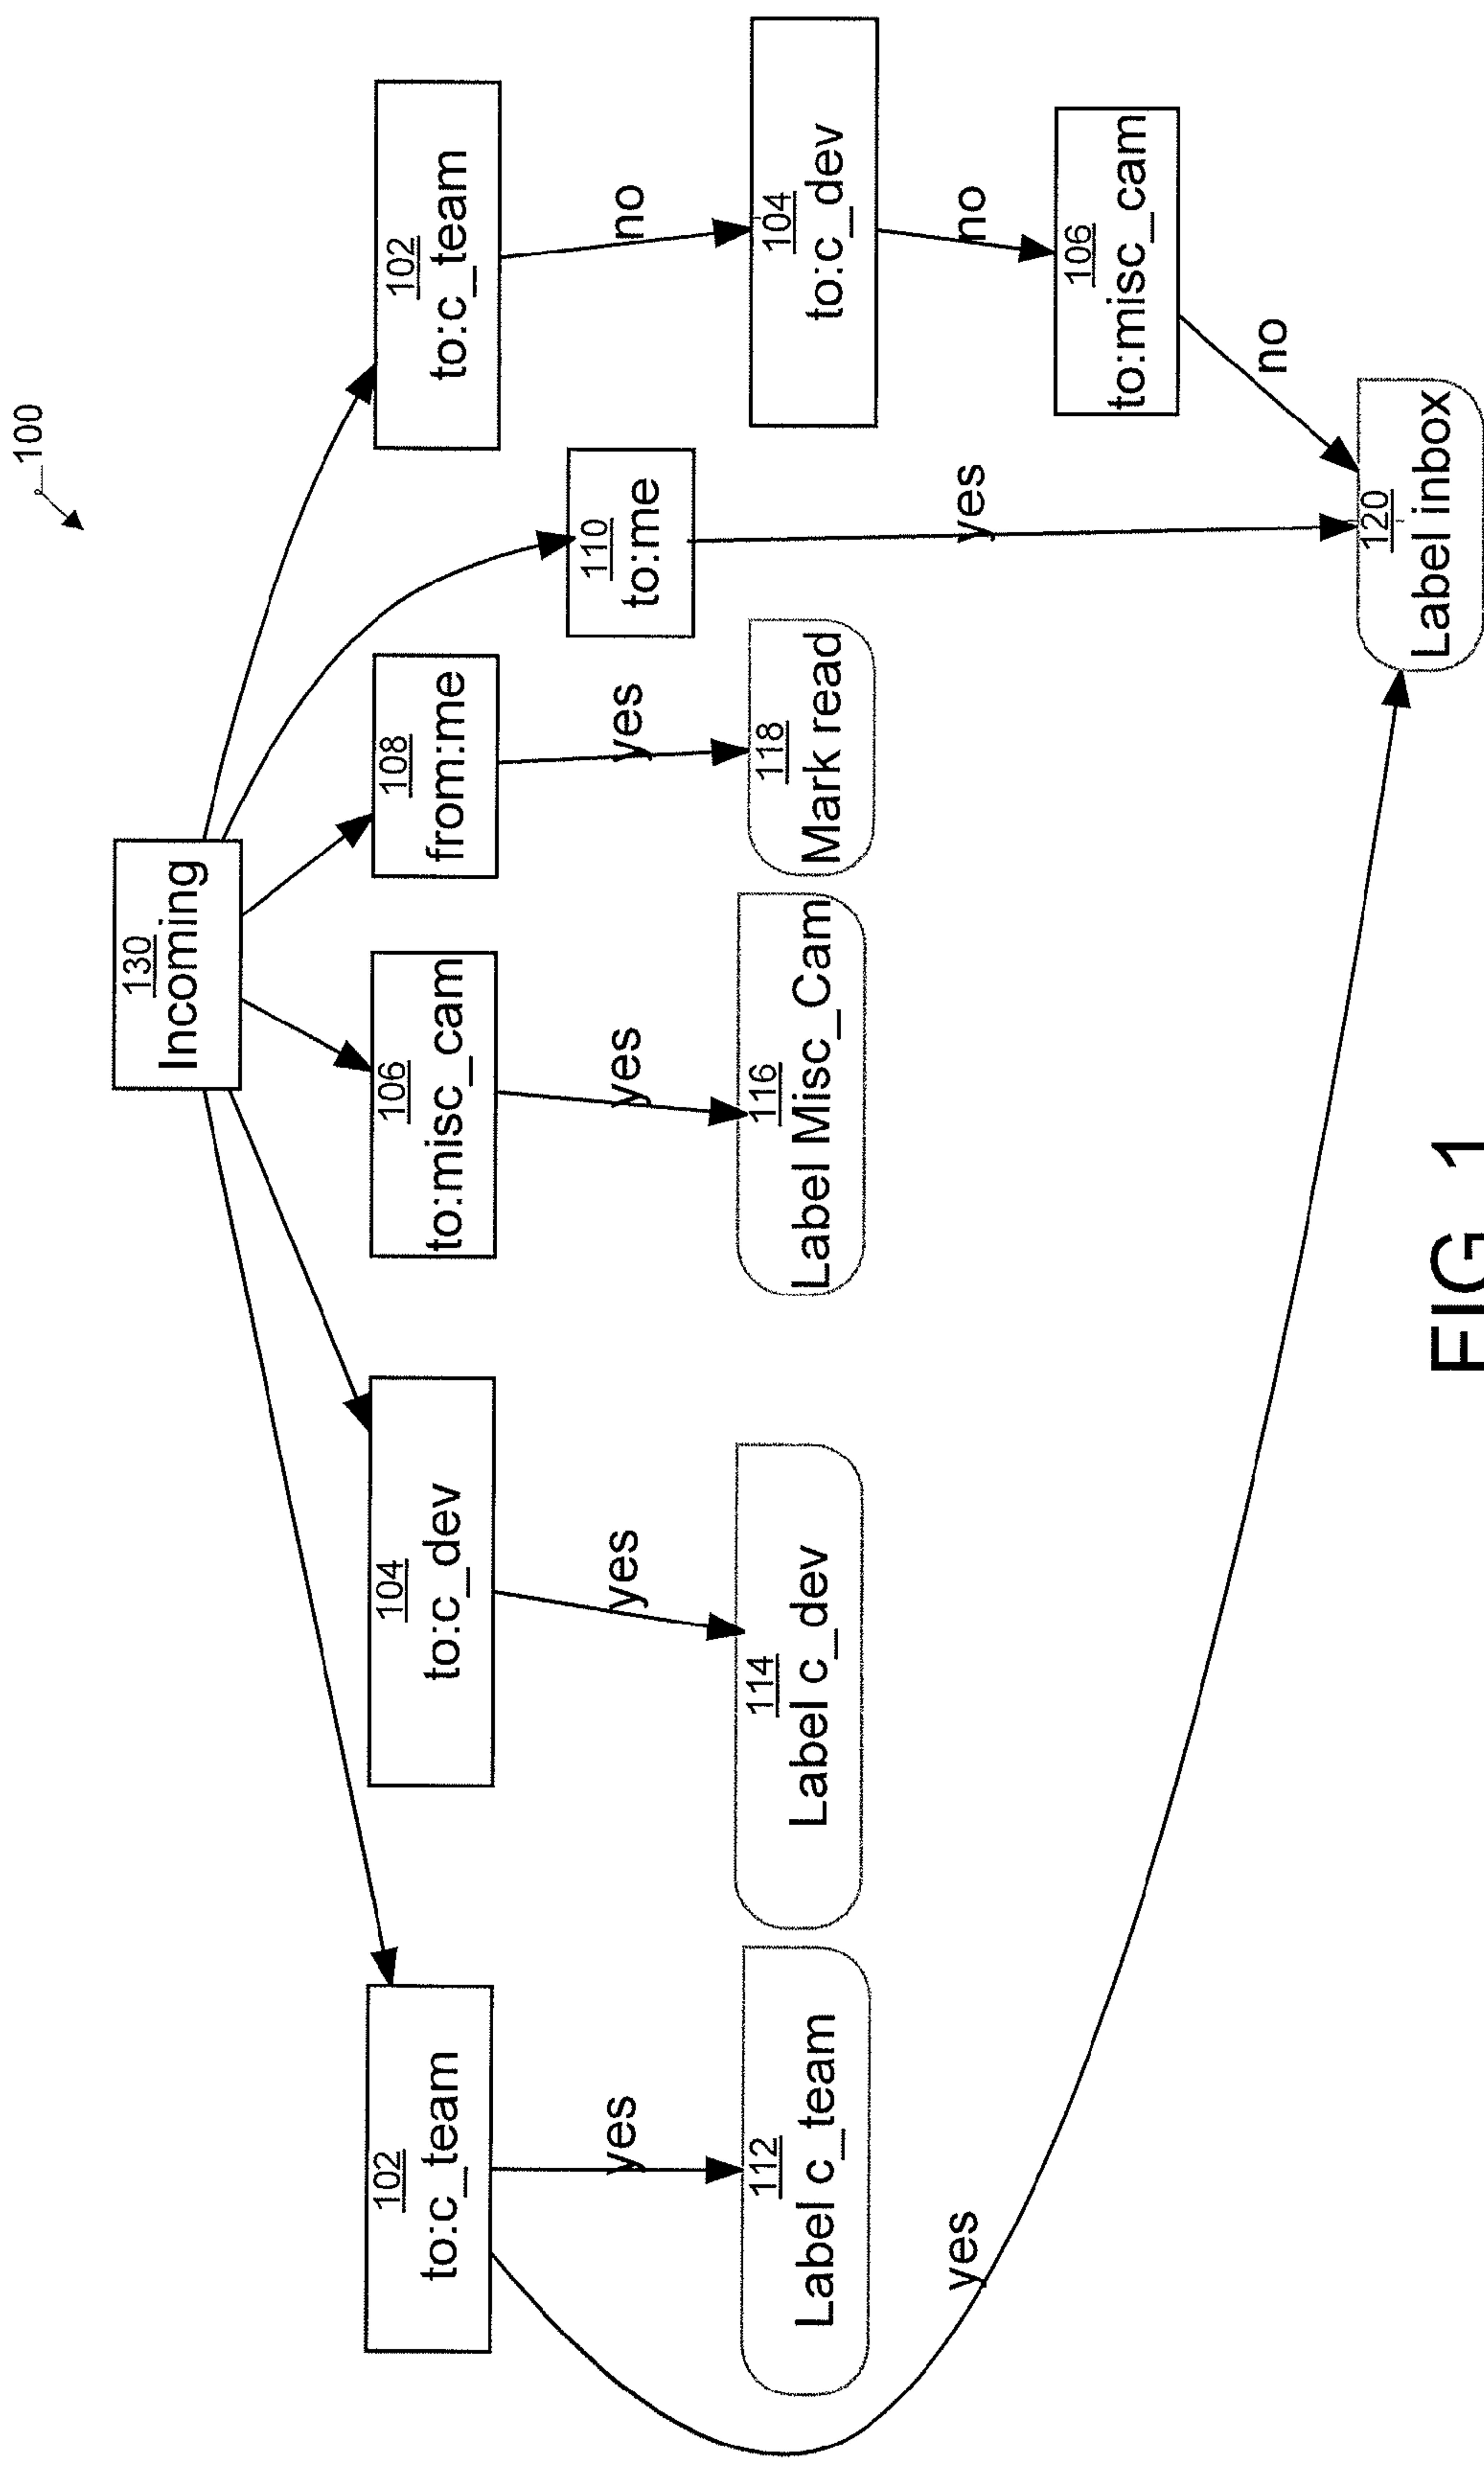 100
130
Incoming
102
to:c_team
104
to:c_dev
106
to:misc_cam
108
from:me
110
to:me
102
to:c_team
yes
yes
yes
yes
no
112
Label c_team
114
Label c_dev
116
Label Misc_Cam
118
Mark read
104
to:c_dev
yes
yes
no
106
to:misc_cam
no
120
Label inbox
FIG. 1